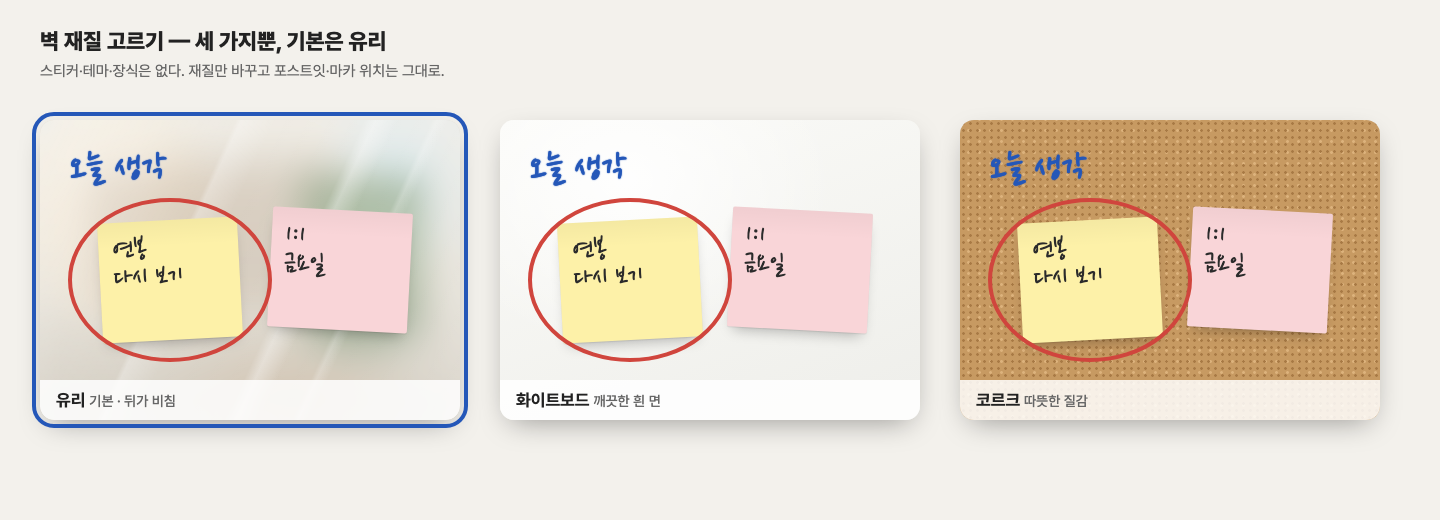 벽 재질 고르기 — 세 가지뿐, 기본은 유리
스티커·테마·장식은 없다. 재질만 바꾸고 포스트잇·마카 위치는 그대로.
오늘 생각
연봉
다시 보기
1:1
금요일
유리 기본 · 뒤가 비침
오늘 생각
연봉
다시 보기
1:1
금요일
화이트보드 깨끗한 흰 면
오늘 생각
연봉
다시 보기
1:1
금요일
코르크 따뜻한 질감